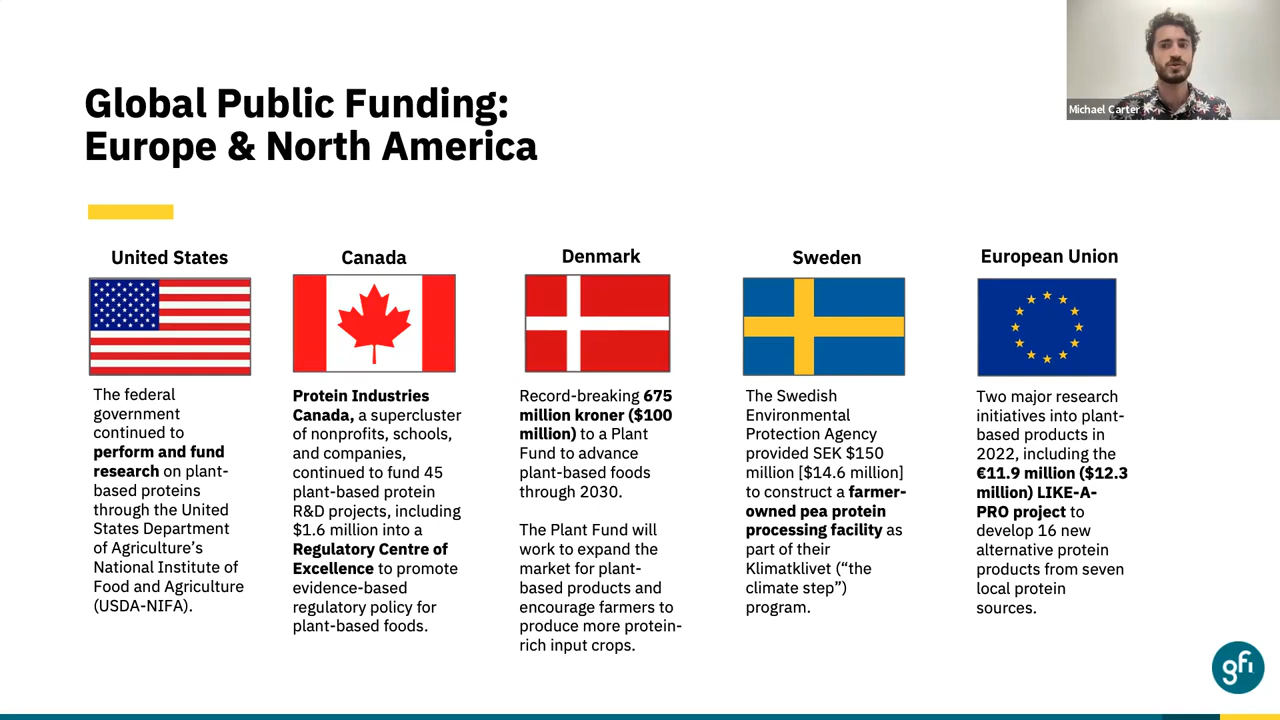 Michael Carter
Global Public Funding:
Europe & North America
United States
The federal
government
continued to
perform and fund
research on plant-
based proteins
through the United
States Department
of Agriculture’s
National Institute of
Food and Agriculture
(USDA-NIFA).
Canada
Protein Industries
Canada, a supercluster
of nonprofits, schools,
and companies,
continued to fund 45
plant-based protein
R&D projects, including
$1.6 million into a
Regulatory Centre of
Excellence to promote
evidence-based
regulatory policy for
plant-based foods.
Denmark
Record-breaking 675
million kroner ($100
million) to a Plant
Fund to advance
plant-based foods
through 2030.
The Plant Fund will
work to expand the
market for plant-
based products and
encourage farmers to
produce more protein-
rich input crops.
Sweden
The Swedish
Environmental
Protection Agency
provided SEK $150
million [$14.6 million]
to construct a farmer-
owned pea protein
processing facility as
part of their
Klimatklivet (“the
climate step”)
program.
European Union
Two major research
initiatives into plant-
based products in
2022, including the
€11.9 million ($12.3
million) LIKE-A-
PRO project to
develop 16 new
alternative protein
products from seven
local protein
sources.
gfi